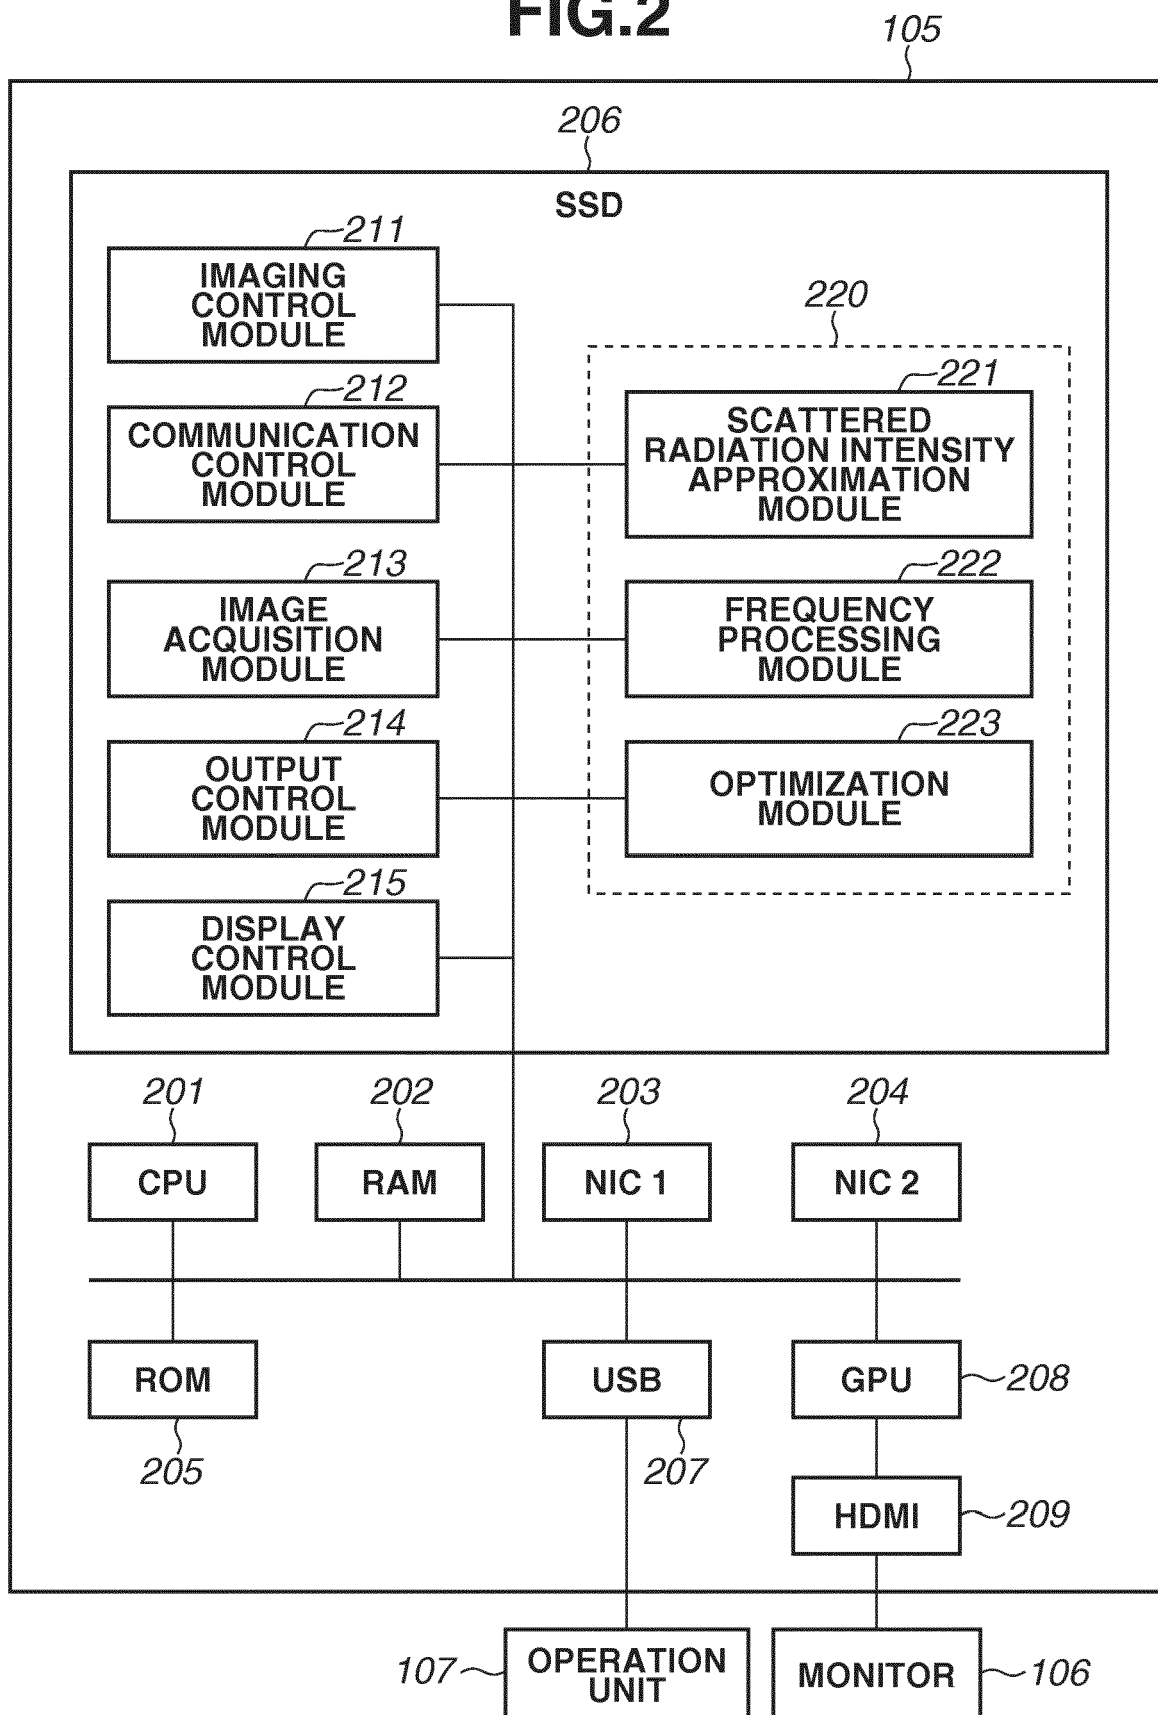 FIG.2
105
206
SSD
211
IMAGING
CONTROL
MODULE
212
COMMUNICATION
CONTROL
MODULE
213
IMAGE
ACQUISITION
MODULE
214
OUTPUT
CONTROL
MODULE
215
DISPLAY
CONTROL
MODULE
220
221
SCATTERED
RADIATION INTENSITY
APPROXIMATION
MODULE
222
FREQUENCY
PROCESSING
MODULE
223
OPTIMIZATION
MODULE
201
202
203
204
CPU
RAM
NIC 1
NIC 2
ROM
USB
GPU
208
205
207
HDMI
209
107
OPERATION
UNIT
MONITOR
106